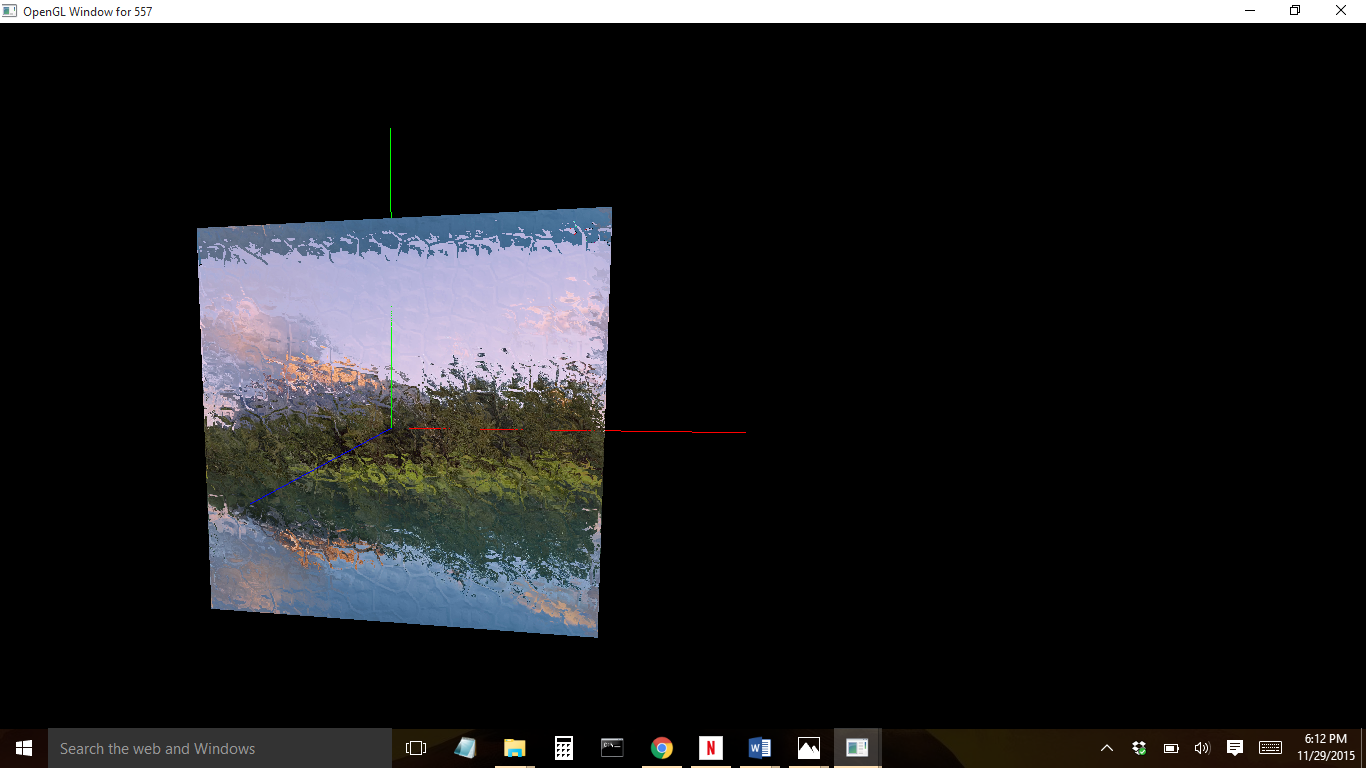 OpenGL Window for 557
Search the web and Windows
C:\_
N
W
6:12 PM
11/29/2015